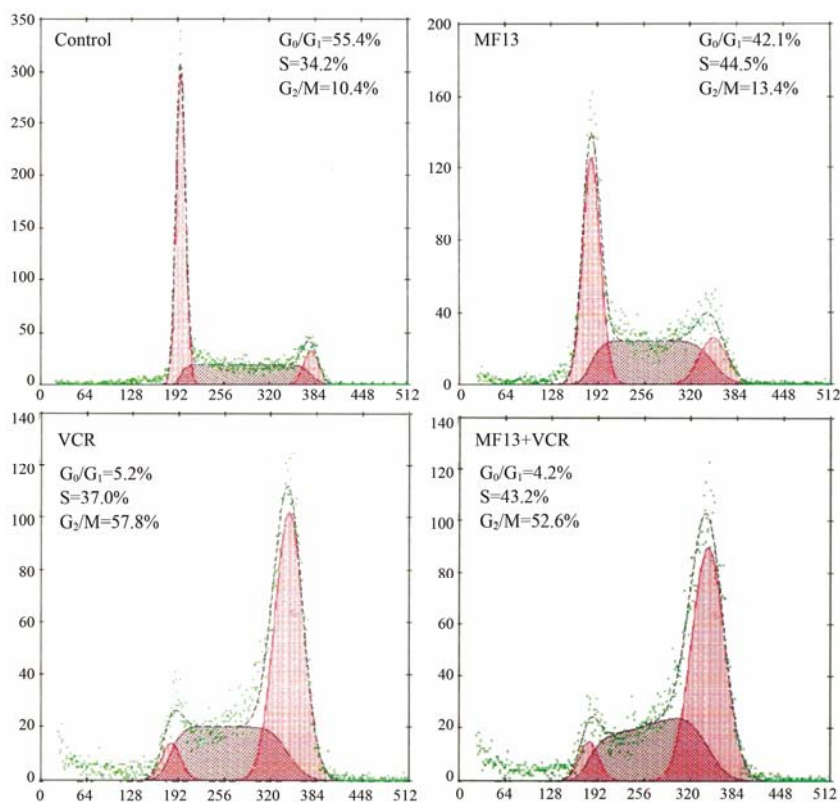 350
300
250
200
150
100
50
0
Control
G₀/G₁=55.4%
S=34.2%
G₂/M=10.4%
0 64 128 192 256 320 384 448 512
200
160
120
80
40
0
MF13
G₀/G₁=42.1%
S=44.5%
G₂/M=13.4%
0 64 128 192 256 320 384 448 512
140
120
100
80
60
40
20
0
VCR
G₀/G₁=5.2%
S=37.0%
G₂/M=57.8%
0 64 128 192 256 320 384 448 512
140
120
100
80
60
40
20
0
MF13+VCR
G₀/G₁=4.2%
S=43.2%
G₂/M=52.6%
0 64 128 192 256 320 384 448 512